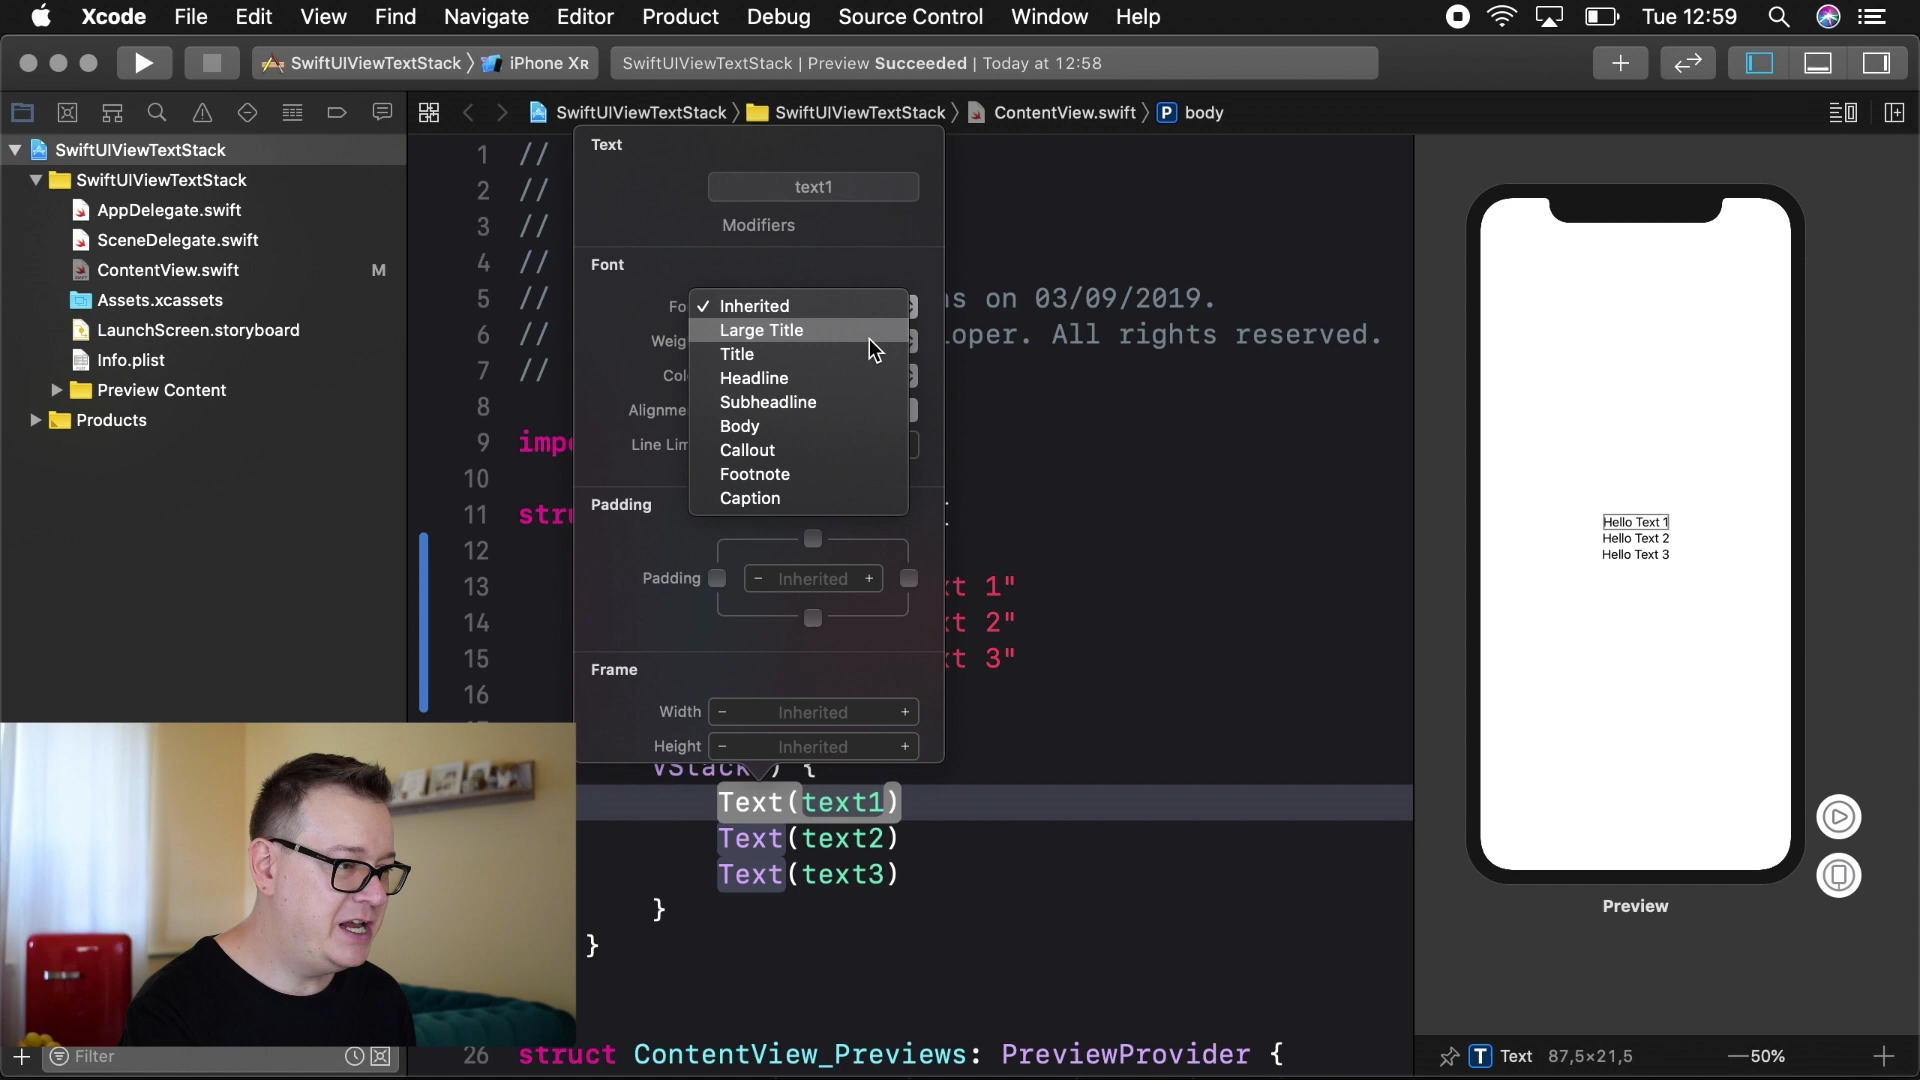 Xcode File Edit View Find Navigate Editor Product Debug Source Control Window Help Tue 12:59
SwiftUIViewTextStack iPhone XR SwiftUIViewTextStack | Preview Succeeded | Today at 12:58
SwiftUIViewTextStack SwiftUIViewTextStack ContentView.swift P body
SwiftUIViewTextStack
SwiftUIViewTextStack
AppDelegate.swift
SceneDelegate.swift
ContentView.swift M
Assets.xcassets
LaunchScreen.storyboard
Info.plist
Preview Content
Products
Filter
Text
text1
Modifiers
Font
Fo
Weig
Col
Alignme
Line Lim
Inherited
Large Title
Title
Headline
Subheadline
Body
Callout
Footnote
Caption
Padding
Padding - Inherited +
Frame
Width - Inherited +
Height - Inherited +
1 //
2 //
3 //
4 //
5 // s on 03/09/2019.
6 // oper. All rights reserved.
7 //
8
9 imp
10
11 str
12
13 xt 1"
14 xt 2"
15 xt 3"
16
VStack {
Text(text1)
Text(text2)
Text(text3)
}
}
26 struct ContentView_Previews: PreviewProvider {
Hello Text 1
Hello Text 2
Hello Text 3
Preview
T Text 87,5×21,5 —50% +